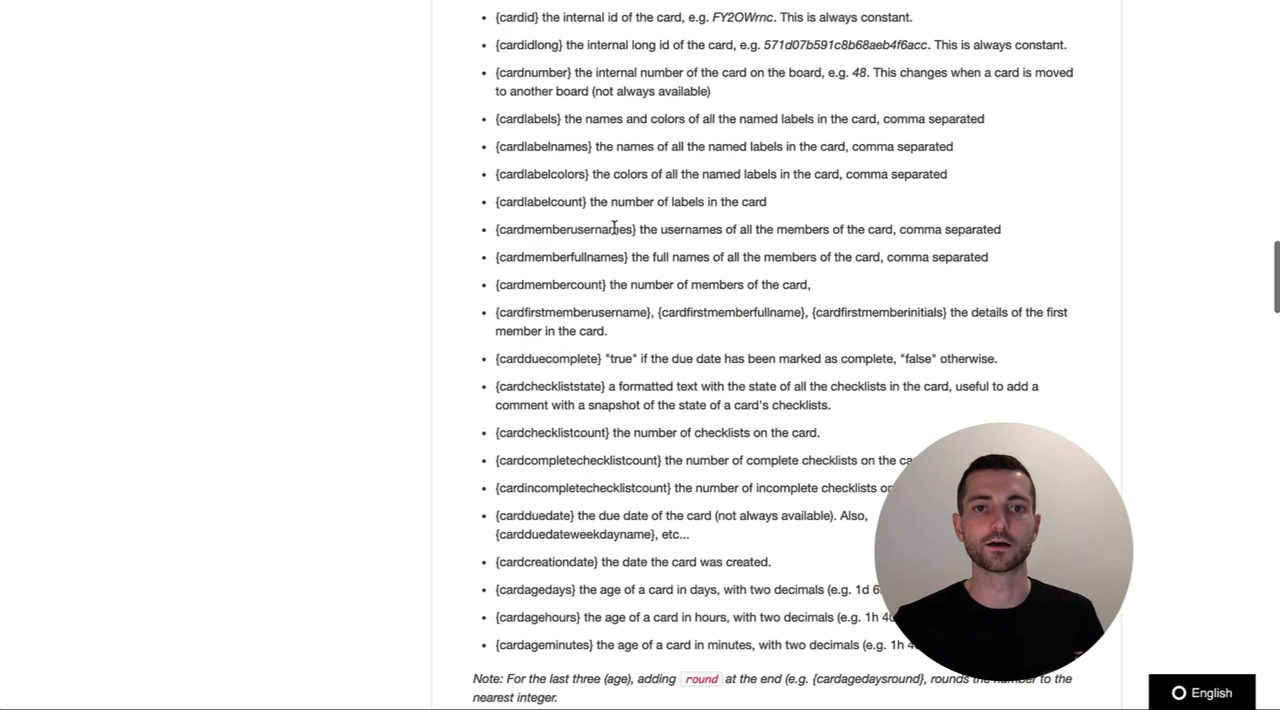 • {cardid} the internal id of the card, e.g. FY2OWrnc. This is always constant.
• {cardidlong} the internal long id of the card, e.g. 571d07b591c8b68aeb4f6acc. This is always constant.
• {cardnumber} the internal number of the card on the board, e.g. 48. This changes when a card is moved
to another board (not always available)
• {cardlabels} the names and colors of all the named labels in the card, comma separated
• {cardlabelnames} the names of all the named labels in the card, comma separated
• {cardlabelcolors} the colors of all the named labels in the card, comma separated
• {cardlabelcount} the number of labels in the card
• {cardmemberusernames} the usernames of all the members of the card, comma separated
• {cardmemberfullnames} the full names of all the members of the card, comma separated
• {cardmembercount} the number of members of the card,
• {cardfirstmemberusername}, {cardfirstmemberfullname}, {cardfirstmemberinitials} the details of the first
member in the card.
• {cardduecomplete} "true" if the due date has been marked as complete, "false" otherwise.
• {cardcheckliststate} a formatted text with the state of all the checklists in the card, useful to add a
comment with a snapshot of the state of a card's checklists.
• {cardchecklistcount} the number of checklists on the card.
• {cardcompletechecklistcount} the number of complete checklists on the
• {cardincompletechecklistcount} the number of incomplete checklists
• {cardduedate} the due date of the card (not always available). Also,
{cardduedateweekdayname}, etc...
• {cardcreationdate} the date the card was created.
• {cardagedays} the age of a card in days, with two decimals (e.g. 1d
• {cardagehours} the age of a card in hours, with two decimals (e.g. 1h
• {cardageminutes} the age of a card in minutes, with two decimals (e.g. 1h
Note: For the last three (age), adding round at the end (e.g. {cardagedaysround}, rounds the number to the
nearest integer.
English